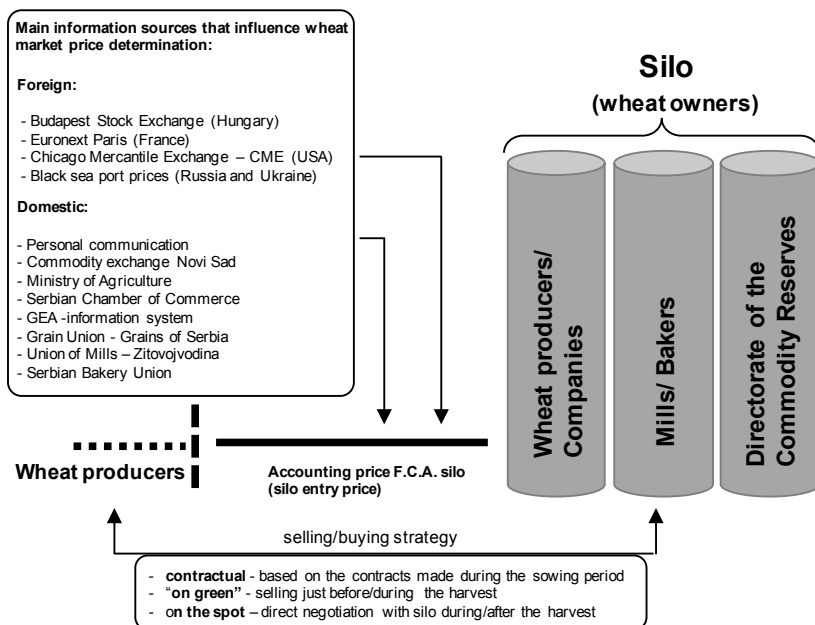 Main information sources that influence wheat
market price determination:
Foreign:
- Budapest Stock Exchange (Hungary)
- Euronext Paris (France)
- Chicago Mercantile Exchange – CME (USA)
- Black sea port prices (Russia and Ukraine)
Domestic:
- Personal communication
- Commodity exchange Novi Sad
- Ministry of Agriculture
- Serbian Chamber of Commerce
- GEA -information system
- Grain Union - Grains of Serbia
- Union of Mills – Zitovojvodina
- Serbian Bakery Union
Silo
(wheat owners)
Wheat producers/
Companies
Mills/ Bakers
Directorate of the
Commodity Reserves
Wheat producers
Accounting price F.C.A. silo
(silo entry price)
selling/buying strategy
- contractual - based on the contracts made during the sowing period
- “on green” - selling just before/during the harvest
- on the spot – direct negotiation with silo during/after the harvest